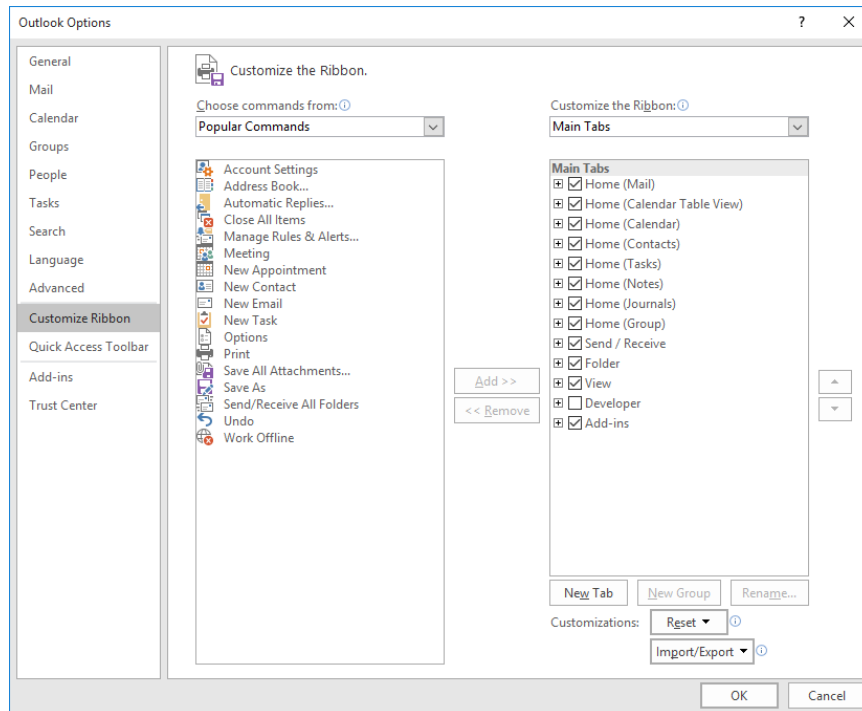 Outlook Options
?
General
Mail
Calendar
Groups
People
Tasks
Search
Language
Advanced
Customize Ribbon
Quick Access Toolbar
Add-ins
Trust Center
Customize the Ribbon.
Choose commands from:
Popular Commands
Account Settings
Address Book...
Automatic Replies...
Close All Items
Manage Rules & Alerts...
Meeting
New Appointment
New Contact
New Email
New Task
Options
Print
Save All Attachments...
Save As
Send/Receive All Folders
Undo
Work Offline
Add >>
<< Remove
Customize the Ribbon:
Main Tabs
Main Tabs
Home (Mail)
Home (Calendar Table View)
Home (Calendar)
Home (Contacts)
Home (Tasks)
Home (Notes)
Home (Journals)
Home (Group)
Send / Receive
Folder
View
Developer
Add-ins
New Tab New Group Rename...
Customizations: Reset
Import/Export
OK Cancel